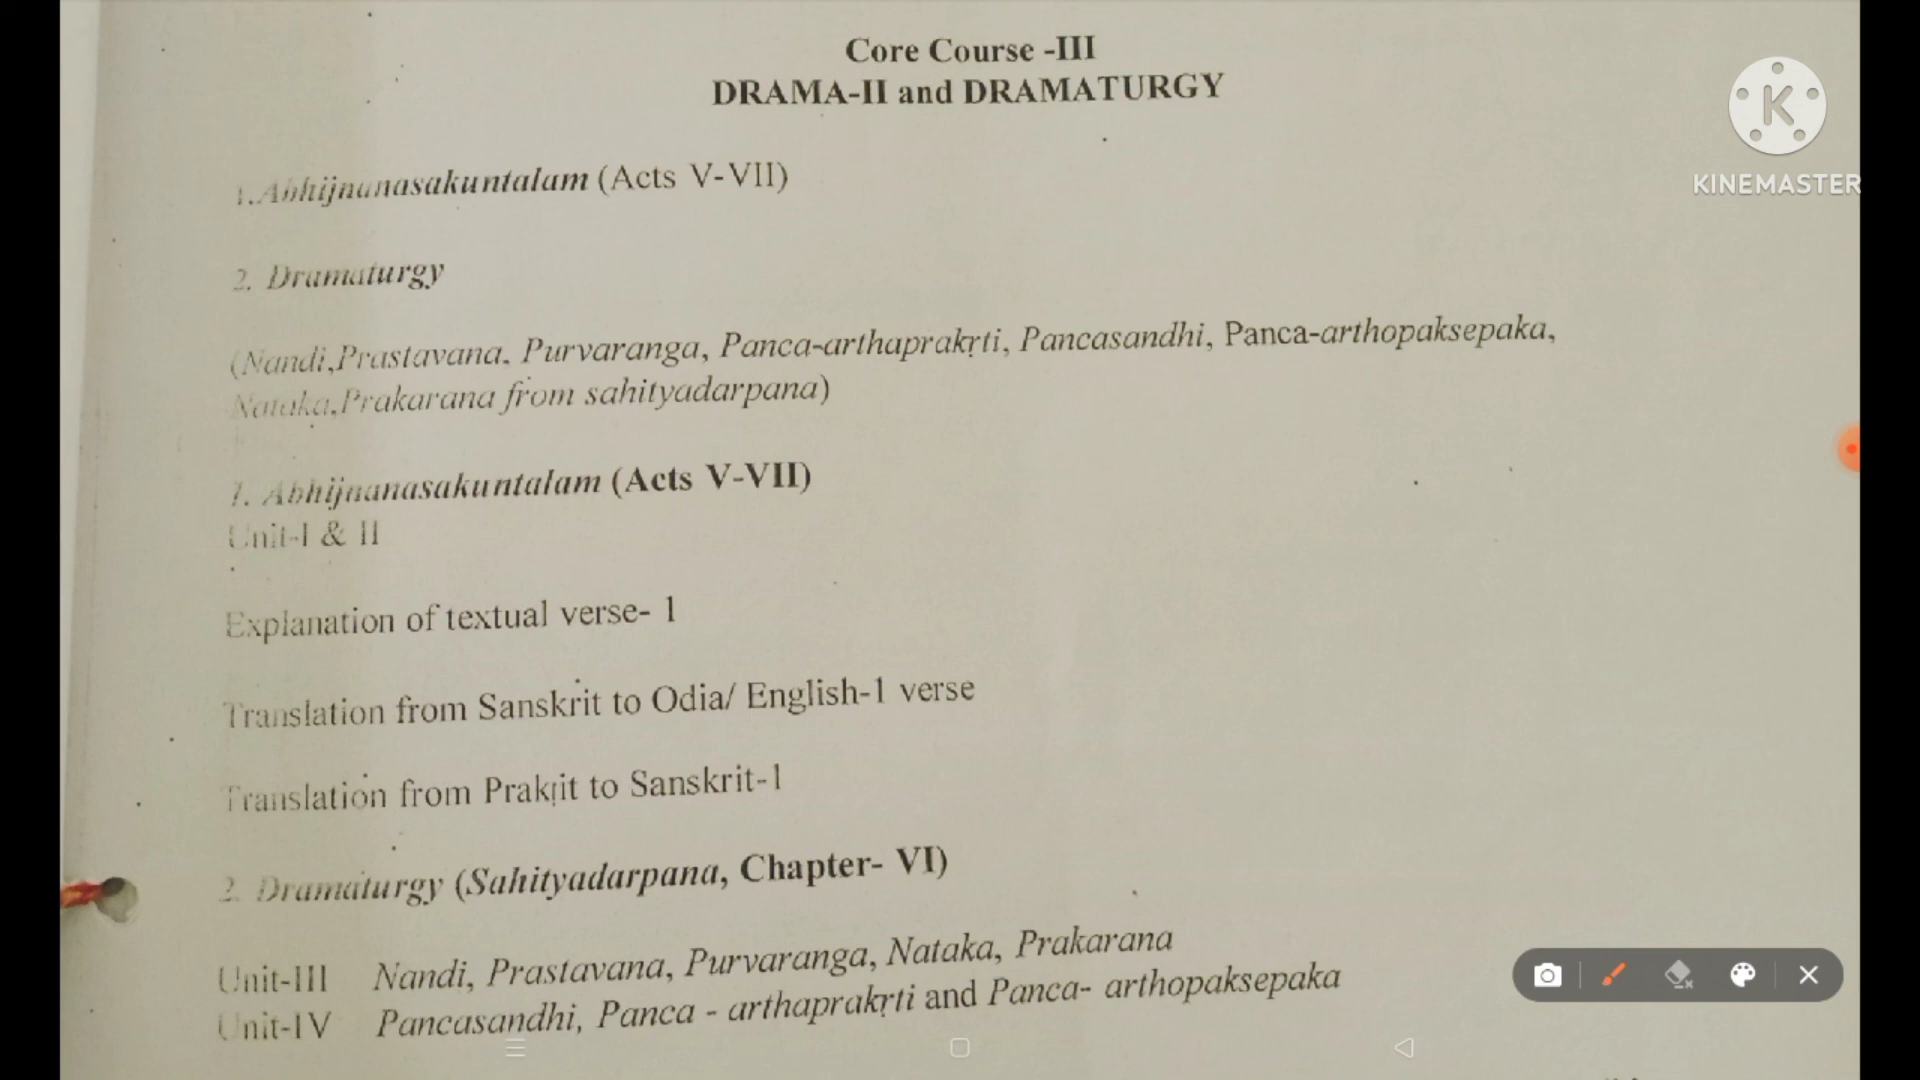 Core Course -III
DRAMA-II and DRAMATURGY
K
KINEMASTER
1.Abhijnanasakuntalam (Acts V-VII)
2. Dramaturgy
(Nandi,Prastavana, Purvaranga, Panca-arthaprakṛti, Pancasandhi, Panca-arthopaksepaka,
Nataka,Prakarana from sahityadarpana)
1. Abhijnanasakuntalam (Acts V-VII)
Unit-I & II
Explanation of textual verse- 1
Translation from Sanskrit to Odia/ English-1 verse
Translation from Prakṛit to Sanskrit-1
2. Dramaturgy (Sahityadarpana, Chapter- VI)
Unit-III Nandi, Prastavana, Purvaranga, Nataka, Prakarana
Unit-IV Pancasandhi, Panca - arthaprakṛti and Panca- arthopaksepaka